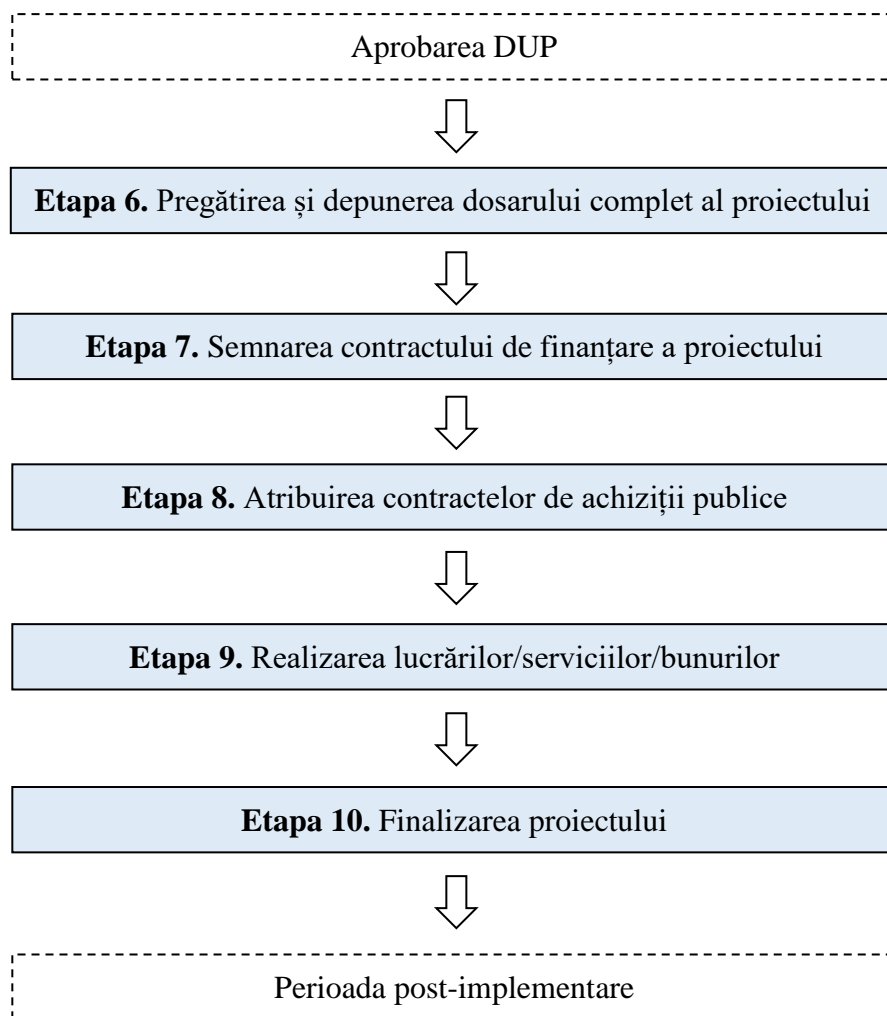 Aprobarea DUP
Etapa 6. Pregătirea și depunerea dosarului complet al proiectului
Etapa 7. Semnarea contractului de finanțare a proiectului
Etapa 8. Atribuirea contractelor de achiziții publice
Etapa 9. Realizarea lucrărilor/serviciilor/bunurilor
Etapa 10. Finalizarea proiectului
Perioada post-implementare